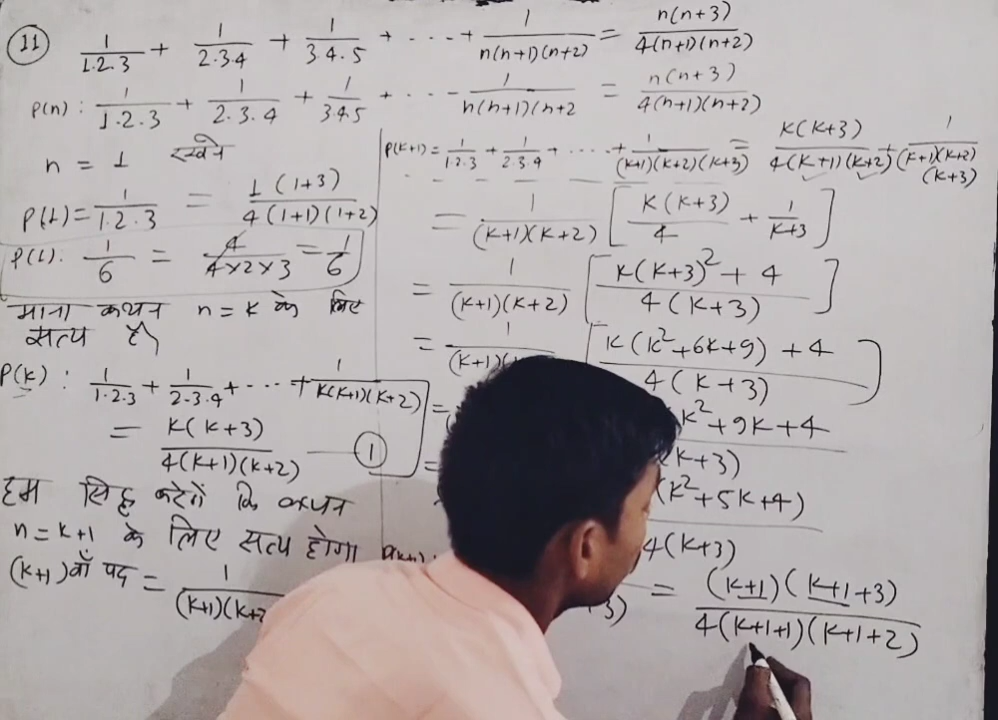 11 1/1.2.3 + 1/2.3.4 + 1/3.4.5 + ... + 1/n(n+1)(n+2) = n(n+3)/4(n+1)(n+2)
P(n) : 1/1.2.3 + 1/2.3.4 + 1/3.4.5 + ... 1/n(n+1)(n+2 = n(n+3)/4(n+1)(n+2)
n = 1 रखने
P(1) = 1/1.2.3 = 1(1+3)/4(1+1)(1+2)
P(1). 1/6 = 4/4×2×3 = 1/6
माना कथन n = k के लिए
सत्य है
P(k) : 1/1.2.3 + 1/2.3.4 + ... + 1/k(k+1)(k+2)
= k(k+3)/4(k+1)(k+2) 1
हम सिद्ध करेगें कि कथन
n = k+1 के लिए सत्य होगा
(k+1)वाँ पद = 1/(k+1)(k+2
P(k+1) = 1/1.2.3 + 1/2.3.4 + ... + 1/(k+1)(k+2)(k+3) = k(k+3)/4(k+1)(k+2) + 1/(k+1)(k+2)(k+3)
= 1/(k+1)(k+2) [k(k+3)/4 + 1/k+3]
= 1/(k+1)(k+2) [k(k+3)²+4/4(k+3)]
= 1/(k+1)( [k(k²+6k+9)+4/4(k+3)]
= k²+9k+4/(k+3)
= (k²+5k+4)/4(k+3)
+3) = (k+1)(k+1+3)/4(k+1+1)(k+1+2)